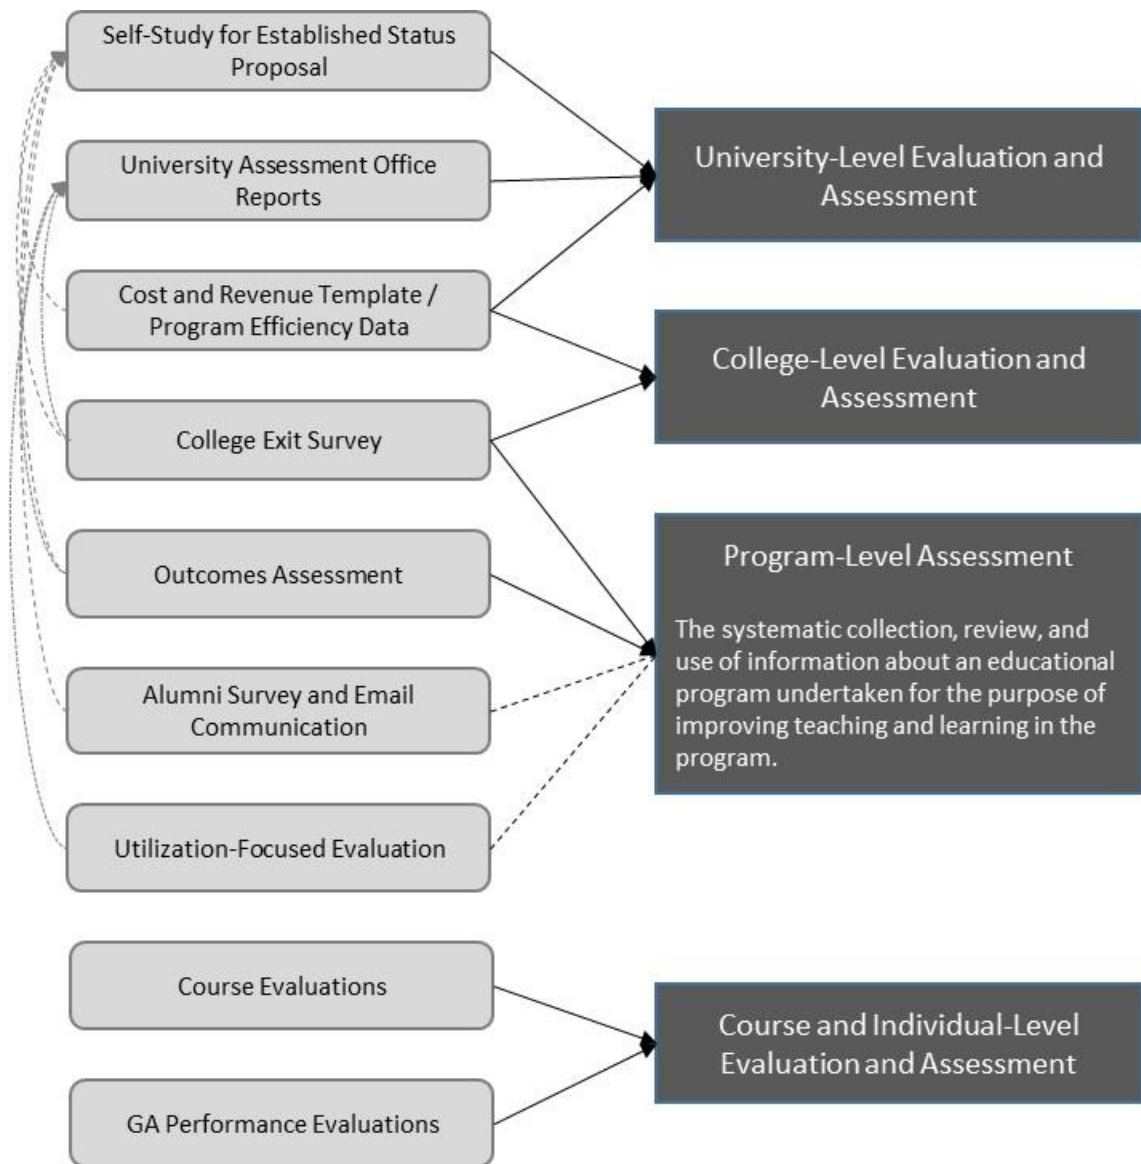 Self-Study for Established Status
Proposal
University Assessment Office
Reports
Cost and Revenue Template /
Program Efficiency Data
College Exit Survey
Outcomes Assessment
Alumni Survey and Email
Communication
Utilization-Focused Evaluation
Course Evaluations
GA Performance Evaluations
University-Level Evaluation and
Assessment
College-Level Evaluation and
Assessment
Program-Level Assessment
The systematic collection, review, and
use of information about an educational
program undertaken for the purpose of
improving teaching and learning in the
program.
Course and Individual-Level
Evaluation and Assessment